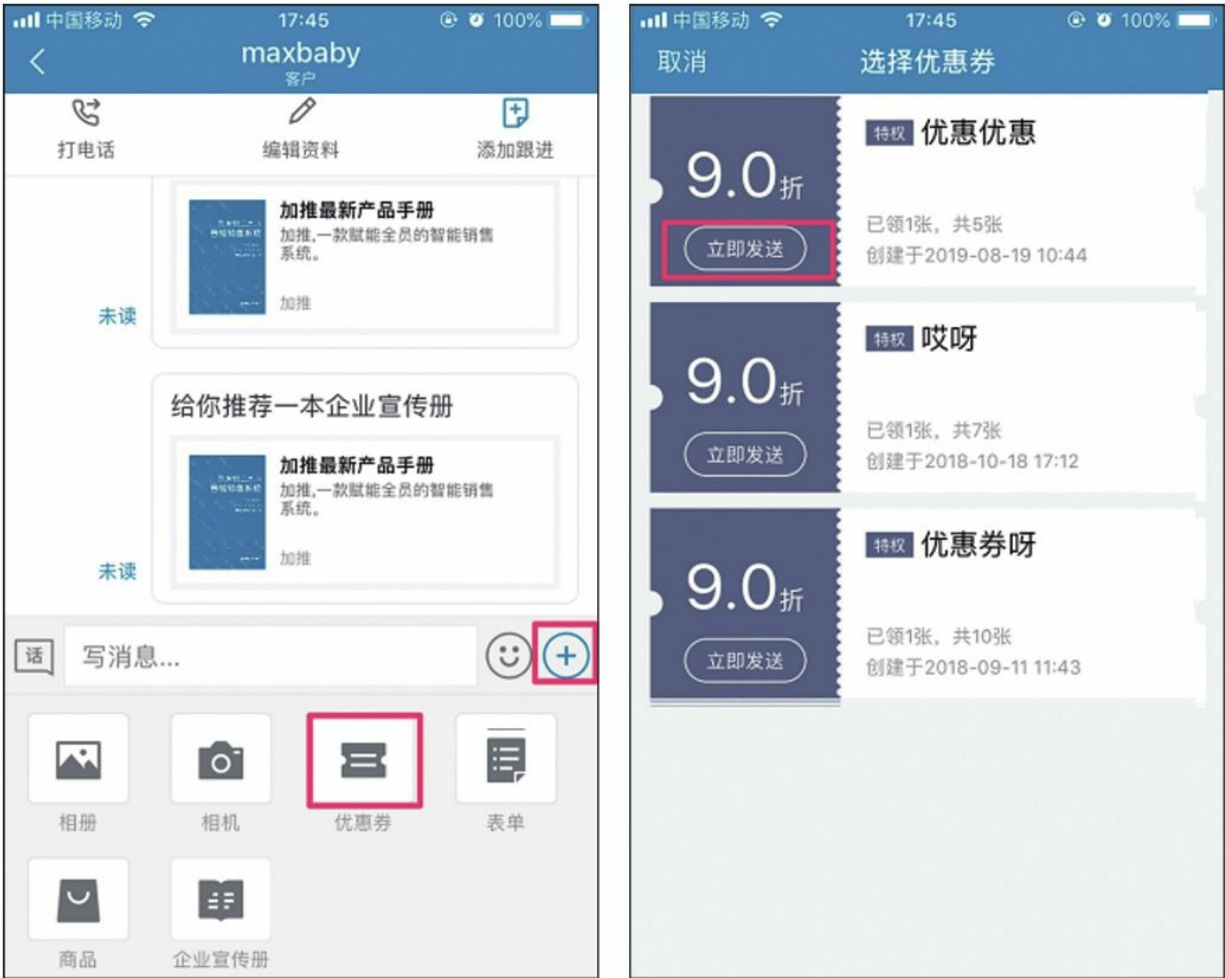 中国移动 17:45 100%
maxbaby
客户
打电话 编辑资料 添加跟进
加推最新产品手册
加推,一款赋能全员的智能销售
系统。
加推
未读
给你推荐一本企业宣传册
加推最新产品手册
加推,一款赋能全员的智能销售
系统。
加推
未读
话 写消息...
相册 相机 优惠券 表单
商品 企业宣传册
中国移动 17:45 100%
取消 选择优惠券
特权 优惠优惠
9.0折
立即发送
已领1张，共5张
创建于2019-08-19 10:44
特权 哎呀
9.0折
立即发送
已领1张，共7张
创建于2018-10-18 17:12
特权 优惠券呀
9.0折
立即发送
已领1张，共10张
创建于2018-09-11 11:43